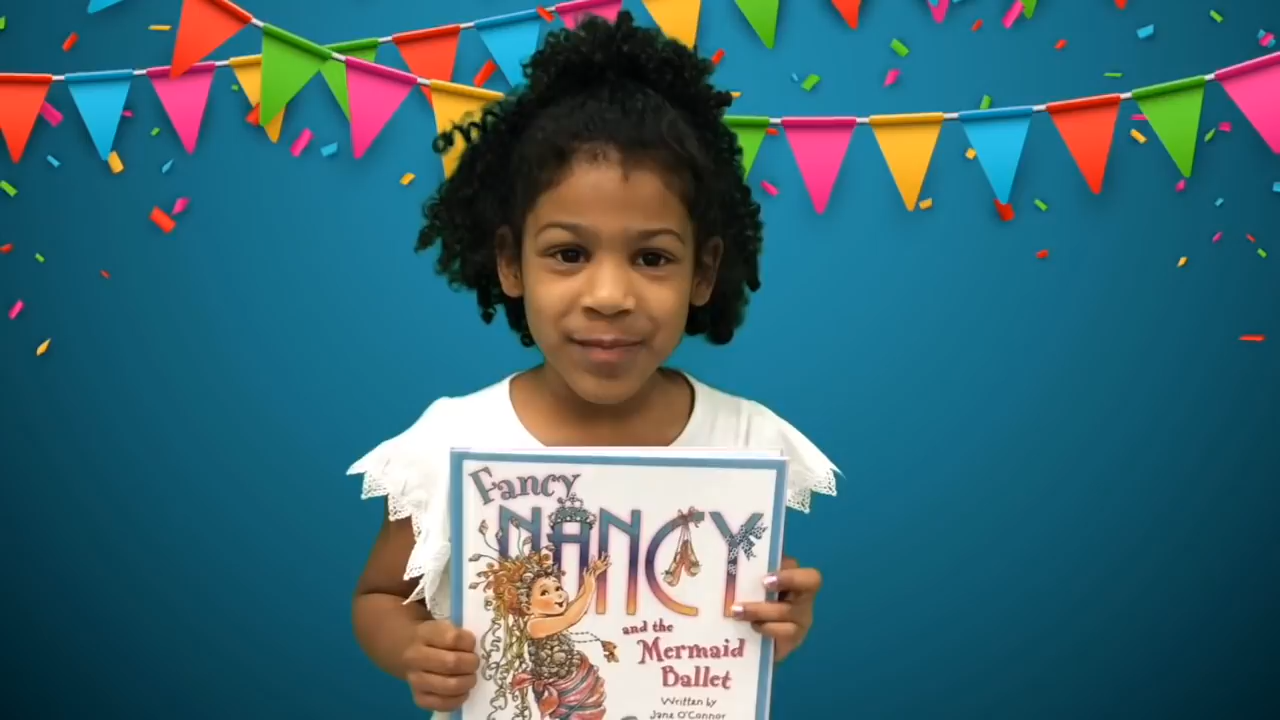 Fancy
NANCY
and the
Mermaid
Ballet
Written by
Jane O'Connor